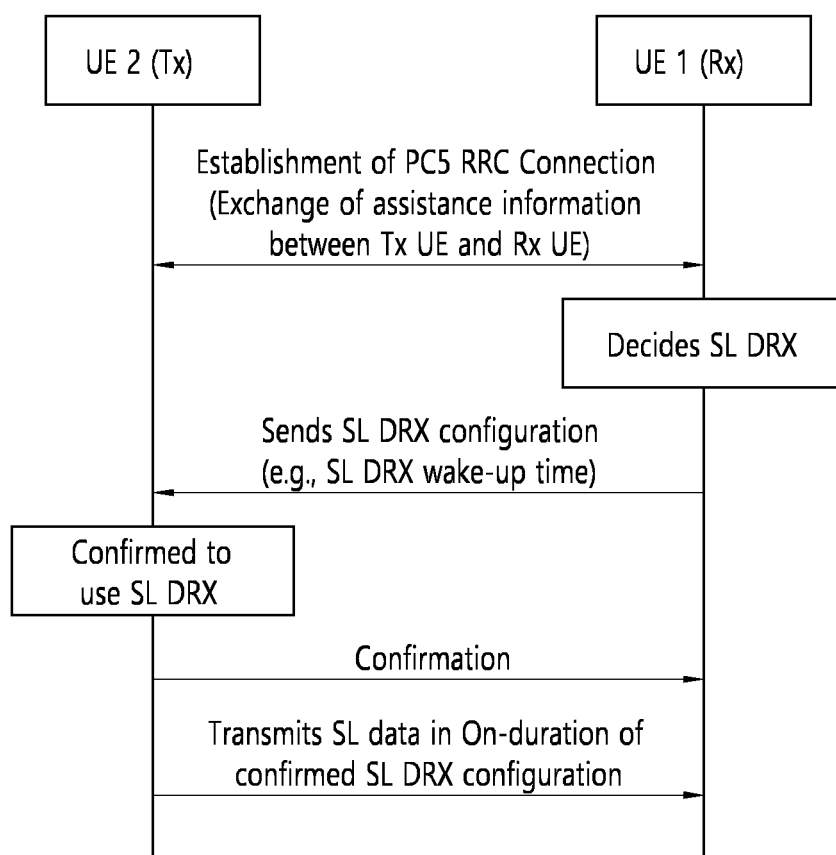 UE 2 (Tx)
UE 1 (Rx)
Establishment of PC5 RRC Connection
(Exchange of assistance information
between Tx UE and Rx UE)
Decides SL DRX
Sends SL DRX configuration
(e.g., SL DRX wake-up time)
Confirmed to
use SL DRX
Confirmation
Transmits SL data in On-duration of
confirmed SL DRX configuration